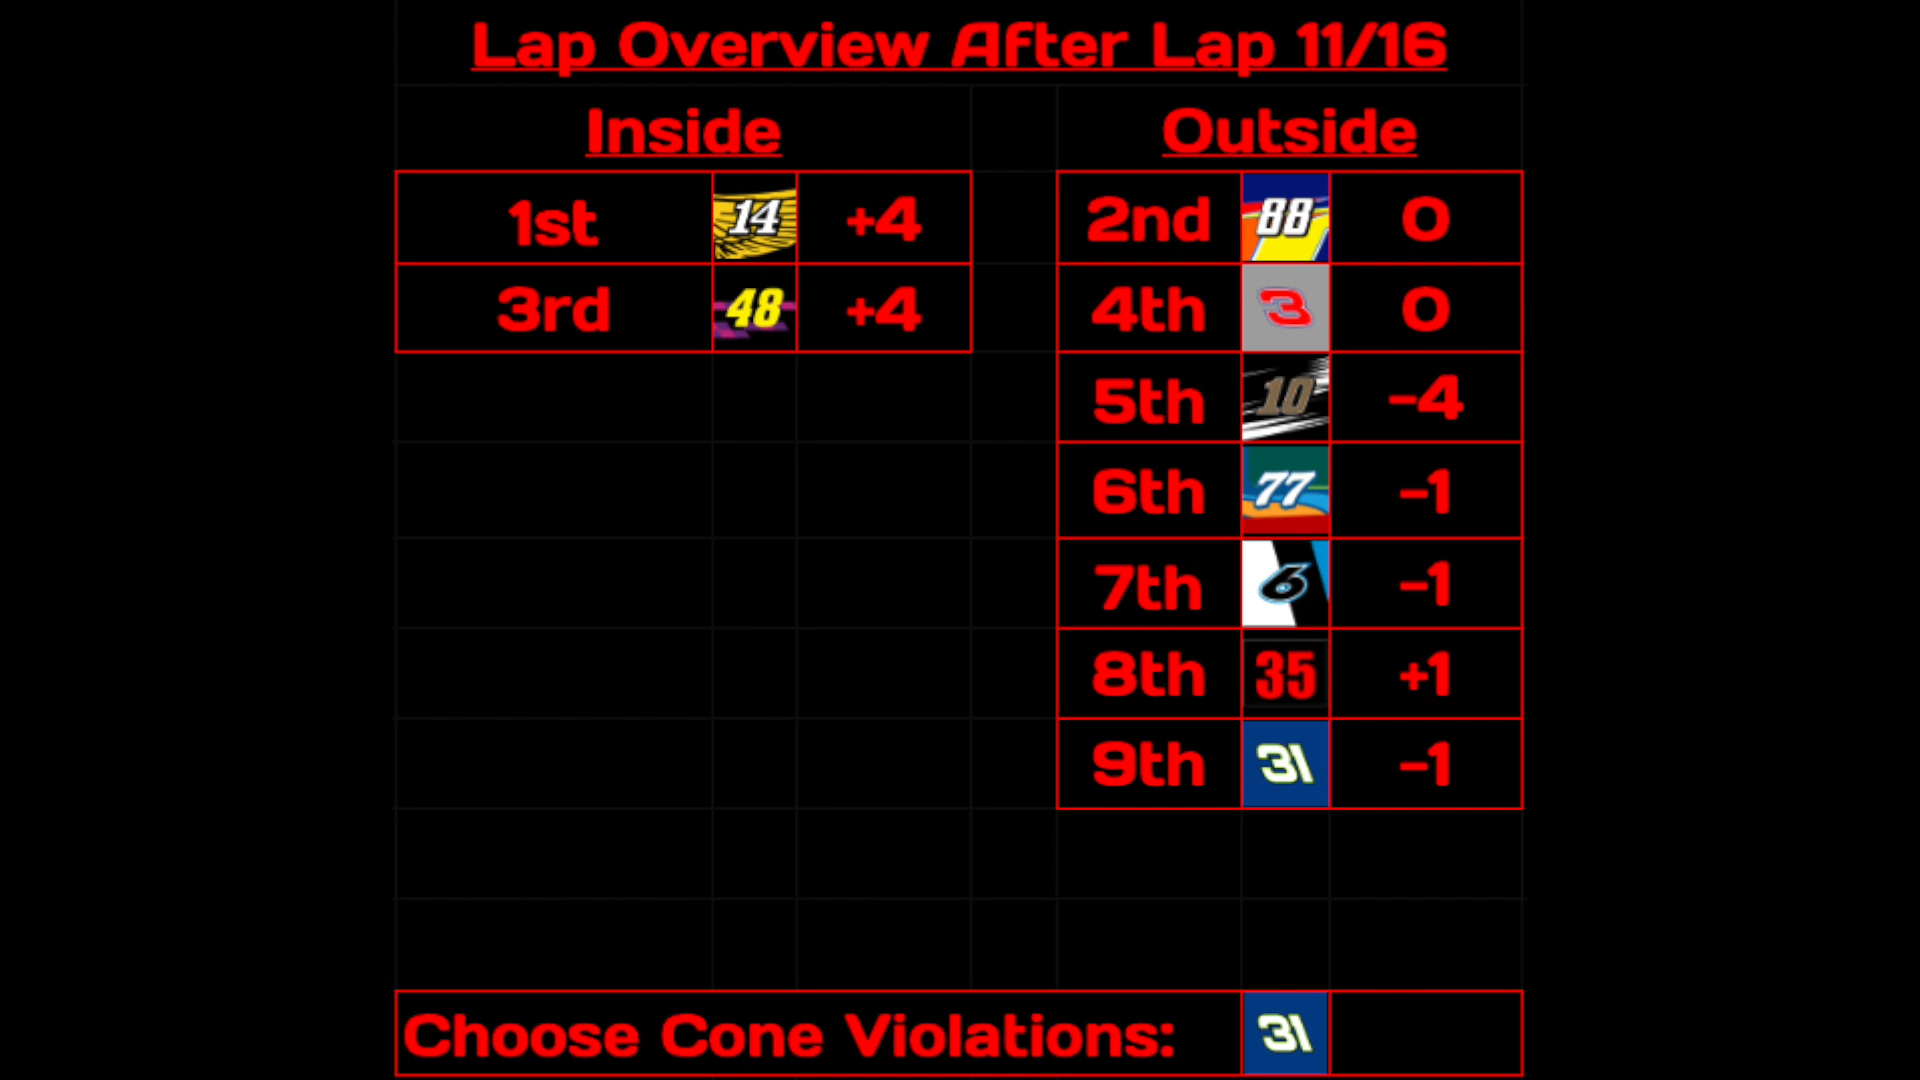 Lap Overview After Lap 11/16
Inside
Outside
1st 14 +4
2nd 88 0
3rd 48 +4
4th 3 0
5th 10 -4
6th 77 -1
7th 6 -1
8th 35 +1
9th 31 -1
Choose Cone Violations: 31